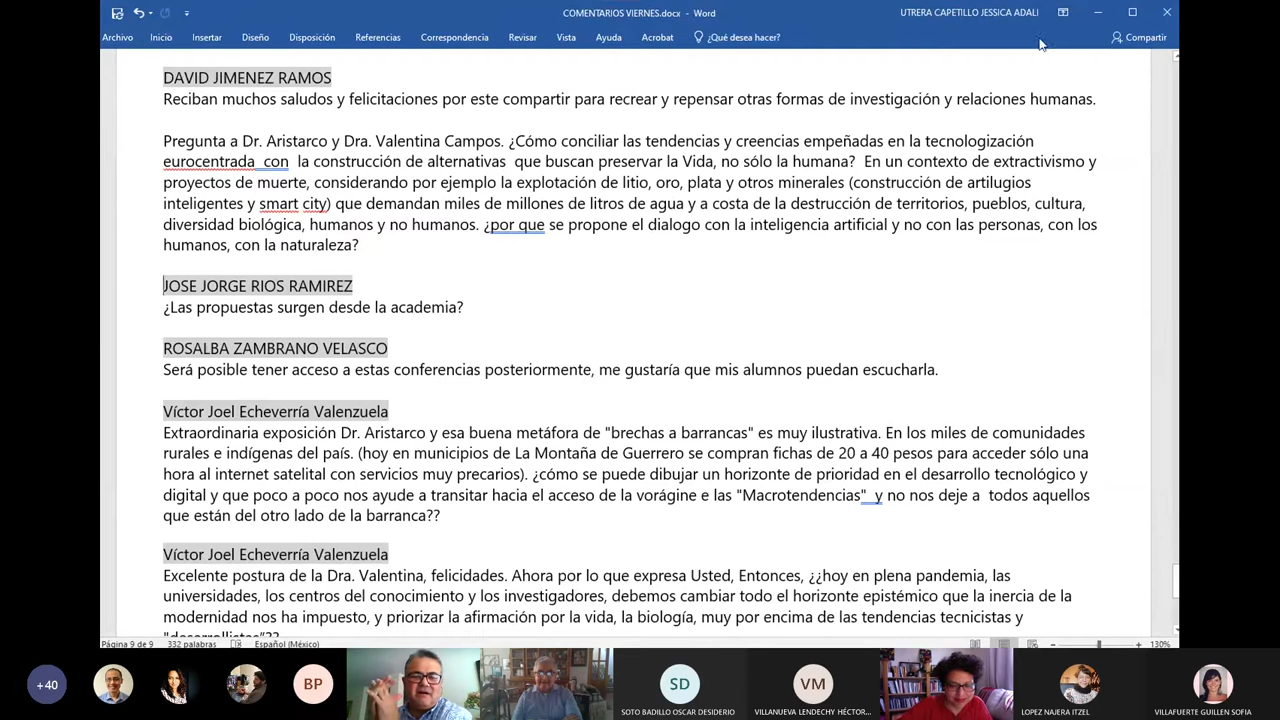 COMENTARIOS VIERNES.docx - Word
UTRERA CAPETILLO JESSICA ADALI
Archivo Inicio Insertar Diseño Disposición Referencias Correspondencia Revisar Vista Ayuda Acrobat ¿Qué desea hacer? Compartir
DAVID JIMENEZ RAMOS
Reciban muchos saludos y felicitaciones por este compartir para recrear y repensar otras formas de investigación y relaciones humanas.
Pregunta a Dr. Aristarco y Dra. Valentina Campos. ¿Cómo conciliar las tendencias y creencias empeñadas en la tecnologización
eurocentrada con la construcción de alternativas que buscan preservar la Vida, no sólo la humana? En un contexto de extractivismo y
proyectos de muerte, considerando por ejemplo la explotación de litio, oro, plata y otros minerales (construcción de artilugios
inteligentes y smart city) que demandan miles de millones de litros de agua y a costa de la destrucción de territorios, pueblos, cultura,
diversidad biológica, humanos y no humanos. ¿por que se propone el dialogo con la inteligencia artificial y no con las personas, con los
humanos, con la naturaleza?
JOSE JORGE RIOS RAMIREZ
¿Las propuestas surgen desde la academia?
ROSALBA ZAMBRANO VELASCO
Será posible tener acceso a estas conferencias posteriormente, me gustaría que mis alumnos puedan escucharla.
Víctor Joel Echeverría Valenzuela
Extraordinaria exposición Dr. Aristarco y esa buena metáfora de "brechas a barrancas" es muy ilustrativa. En los miles de comunidades
rurales e indígenas del país. (hoy en municipios de La Montaña de Guerrero se compran fichas de 20 a 40 pesos para acceder sólo una
hora al internet satelital con servicios muy precarios). ¿cómo se puede dibujar un horizonte de prioridad en el desarrollo tecnológico y
digital y que poco a poco nos ayude a transitar hacia el acceso de la vorágine e las "Macrotendencias" y no nos deje a todos aquellos
que están del otro lado de la barranca??
Víctor Joel Echeverría Valenzuela
Excelente postura de la Dra. Valentina, felicidades. Ahora por lo que expresa Usted, Entonces, ¿¿hoy en plena pandemia, las
universidades, los centros del conocimiento y los investigadores, debemos cambiar todo el horizonte epistémico que la inercia de la
modernidad nos ha impuesto, y priorizar la afirmación por la vida, la biología, muy por encima de las tendencias tecnicistas y
"desarrollistas"??
Página 9 de 9 332 palabras Español (México) 130%
+40 BP SD VM
SOTO BADILLO OSCAR DESIDERIO VILLANUEVA LENDECHY HÉCTOR... LOPEZ NAJERA ITZEL VILLAFUERTE GUILLEN SOFIA